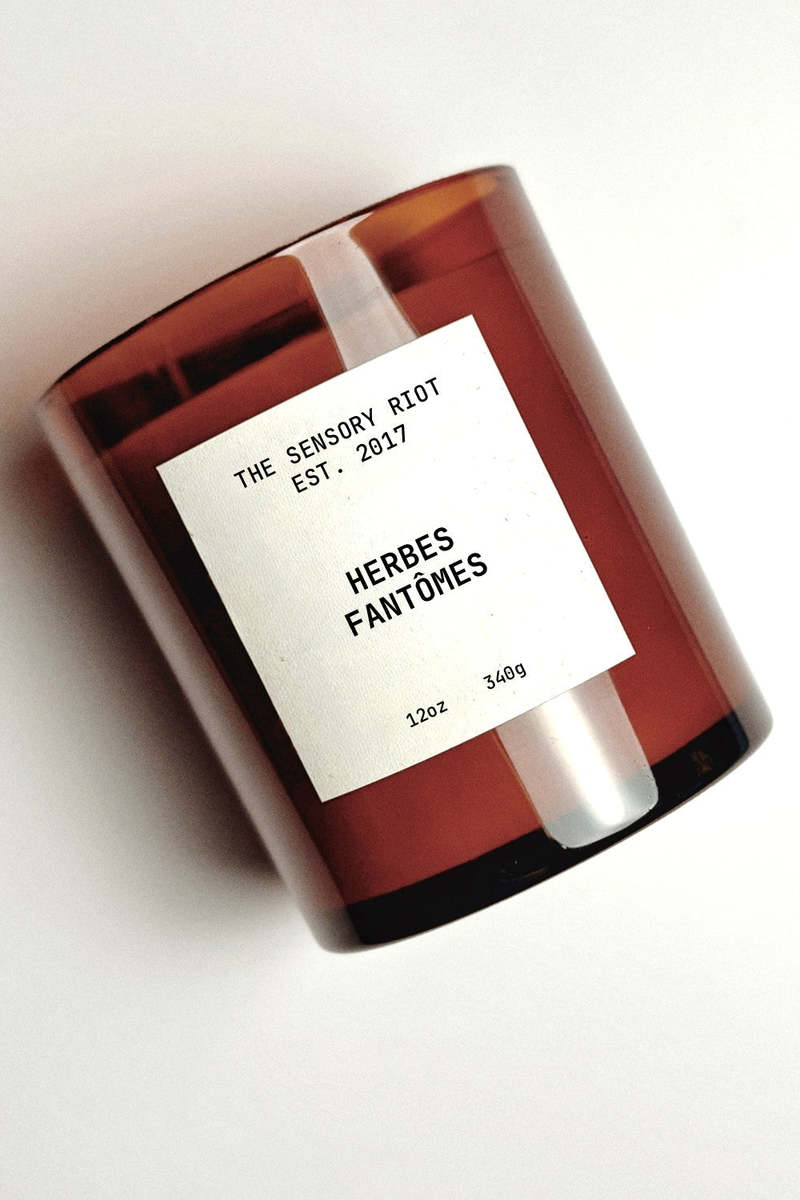 THE SENSORY RIOT
EST. 2017
HERBES
FANTÔMES
12oz 340g